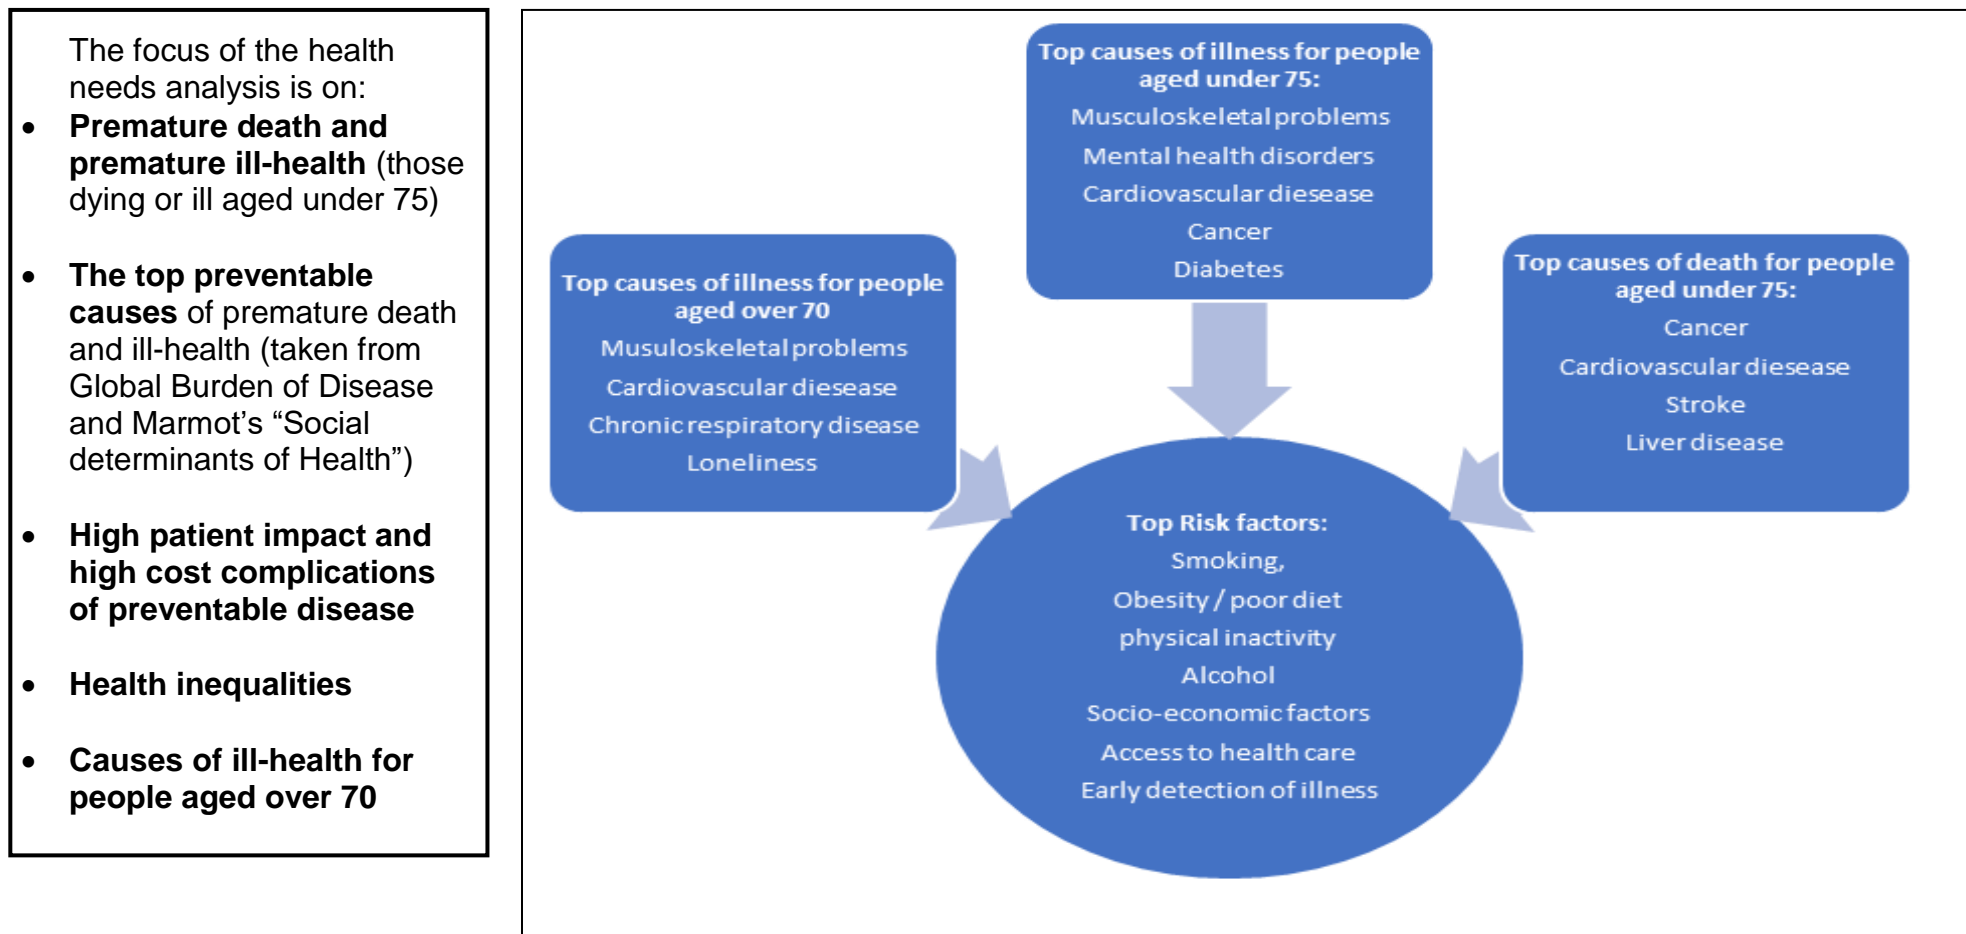 The focus of the health
needs analysis is on:
• Premature death and
premature ill-health (those
dying or ill aged under 75)
• The top preventable
causes of premature death
and ill-health (taken from
Global Burden of Disease
and Marmot’s “Social
determinants of Health”)
• High patient impact and
high cost complications
of preventable disease
• Health inequalities
• Causes of ill-health for
people aged over 70
Top causes of illness for people
aged over 70
Musuloskeletal problems
Cardiovascular diesease
Chronic respiratory disease
Loneliness
Top causes of illness for people
aged under 75:
Musculoskeletal problems
Mental health disorders
Cardiovascular diesease
Cancer
Diabetes
Top causes of death for people
aged under 75:
Cancer
Cardiovascular diesease
Stroke
Liver disease
Top Risk factors:
Smoking,
Obesity / poor diet
physical inactivity
Alcohol
Socio-economic factors
Access to health care
Early detection of illness